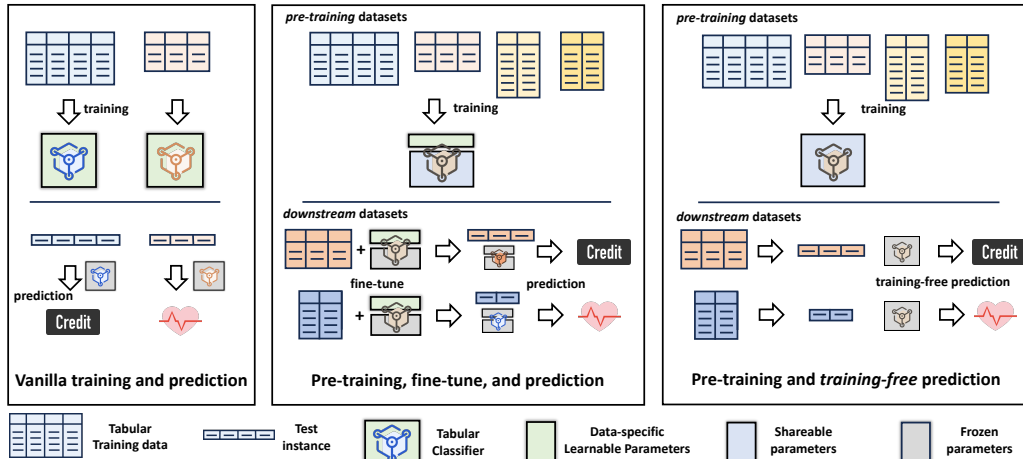 training
prediction
Credit
Vanilla training and prediction
pre-training datasets
training
downstream datasets
+
Credit
fine-tune
prediction
+
Pre-training, fine-tune, and prediction
pre-training datasets
training
downstream datasets
Credit
training-free prediction
Pre-training and training-free prediction
Tabular
Training data
Test
instance
Tabular
Classifier
Data-specific
Learnable Parameters
Shareable
parameters
Frozen
parameters